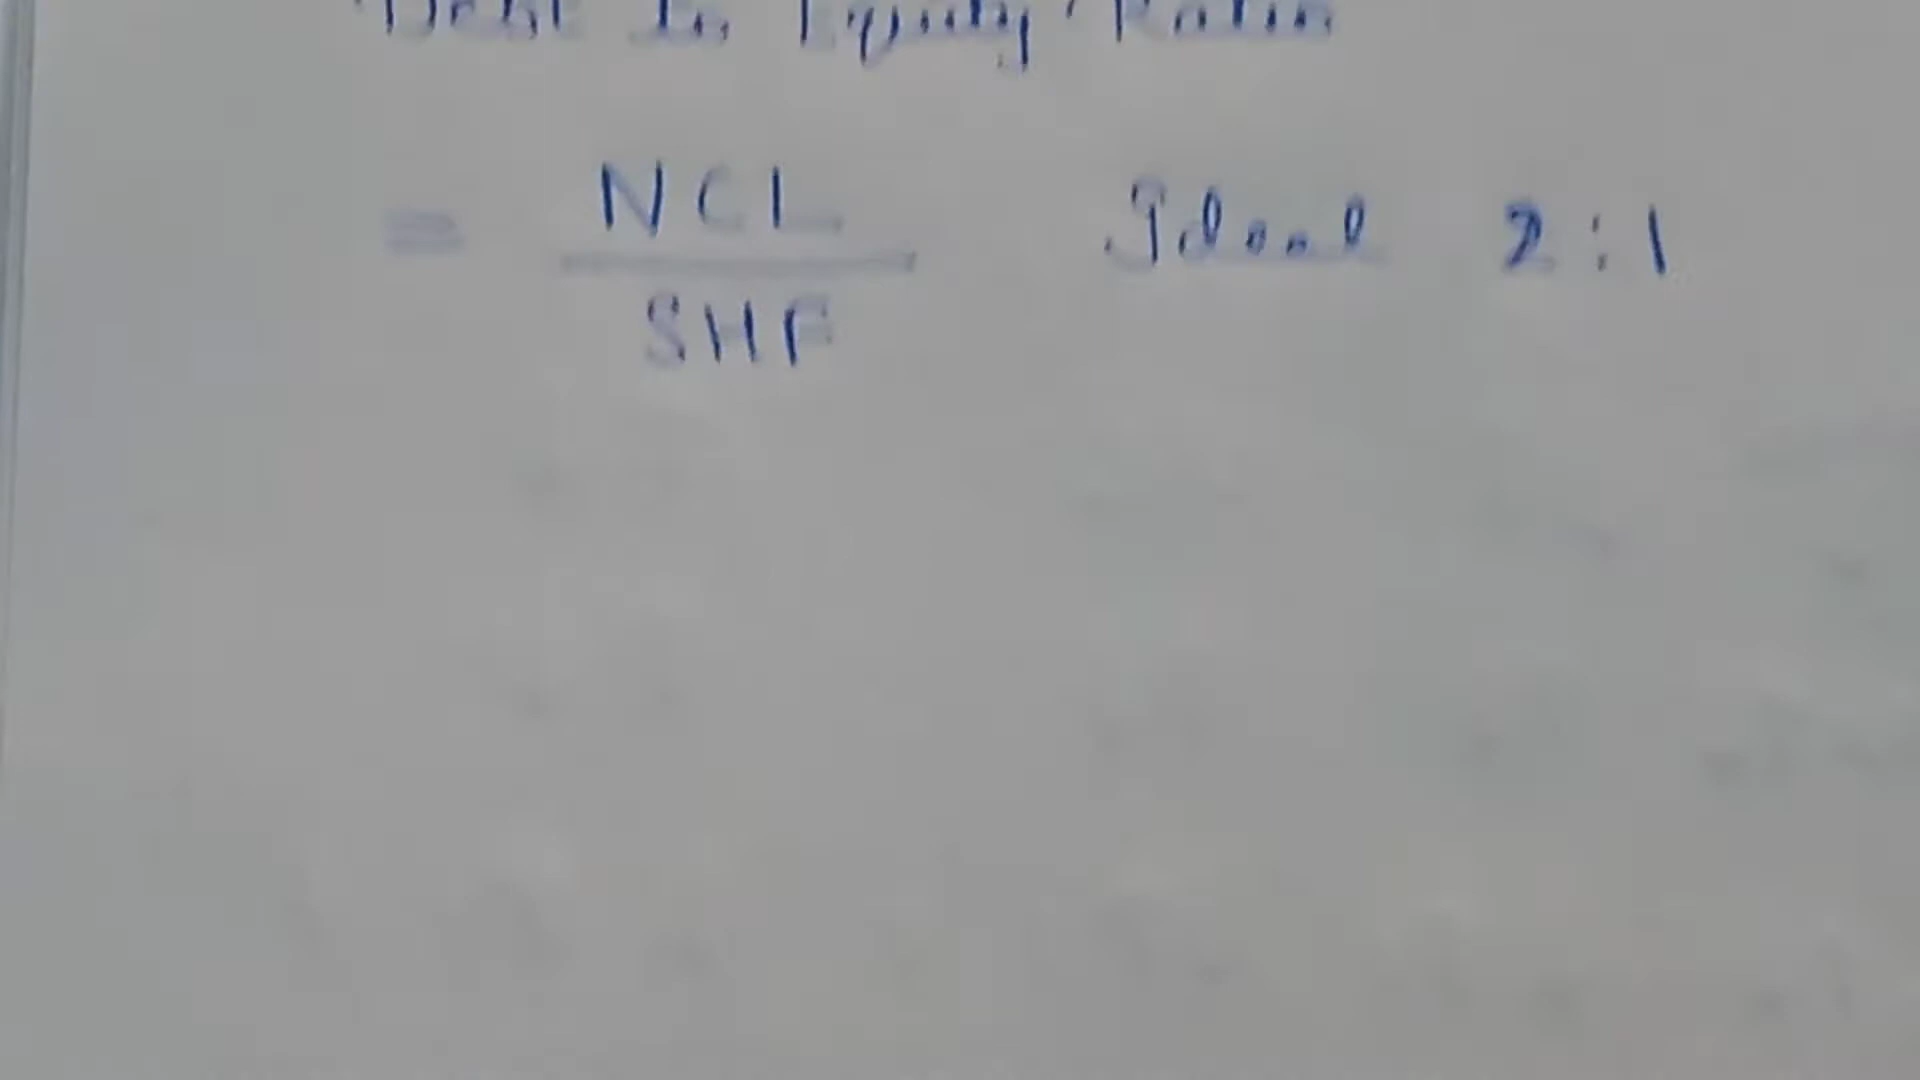 Debt to Equity Ratio
= NCL / SHF Ideal 2:1